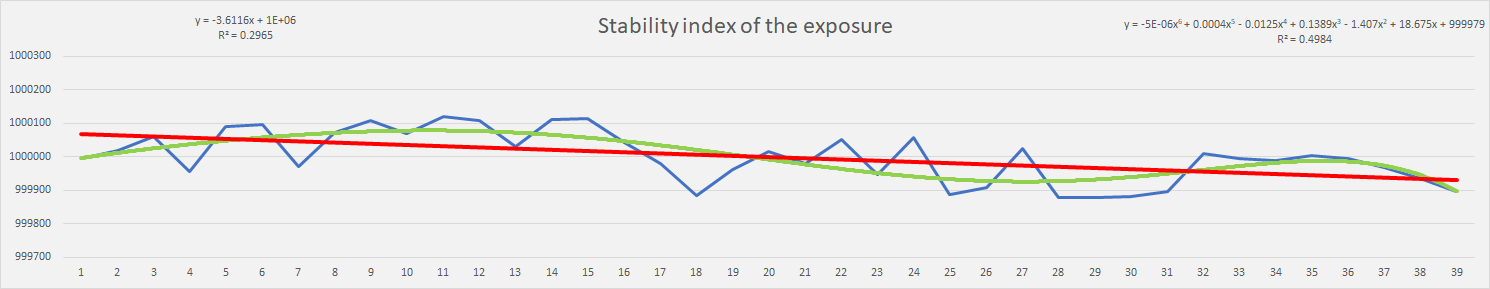 y = -3.6116x + 1E+06
R² = 0.2965
Stability index of the exposure
y = -5E-06x⁶ + 0.0004x⁵ - 0.0125x⁴ + 0.1389x³ - 1.407x² + 18.675x + 999979
R² = 0.4984
1000300
1000200
1000100
1000000
999900
999800
999700
1 2 3 4 5 6 7 8 9 10 11 12 13 14 15 16 17 18 19 20 21 22 23 24 25 26 27 28 29 30 31 32 33 34 35 36 37 38 39